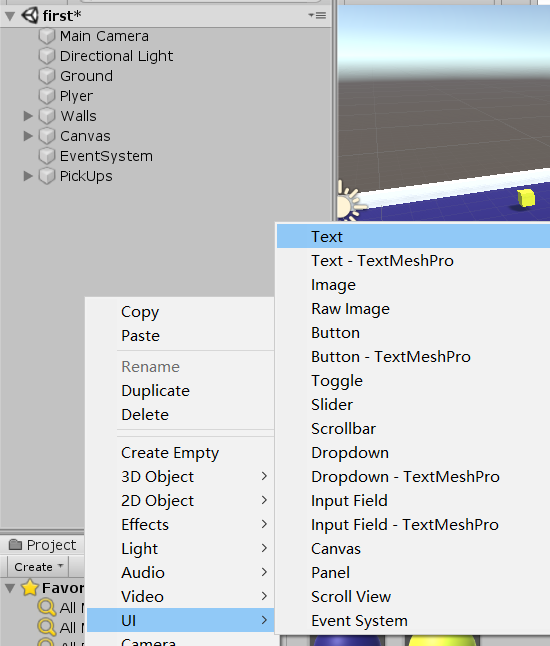 first*
Main Camera
Directional Light
Ground
Plyer
Walls
Canvas
EventSystem
PickUps
Text
Text - TextMeshPro
Image
Raw Image
Button
Button - TextMeshPro
Toggle
Slider
Scrollbar
Dropdown
Dropdown - TextMeshPro
Input Field
Input Field - TextMeshPro
Canvas
Panel
Scroll View
Event System
Copy
Paste
Rename
Duplicate
Delete
Create Empty
3D Object
2D Object
Effects
Light
Audio
Video
UI
Camera
Project
Create
Favor
All
All
All